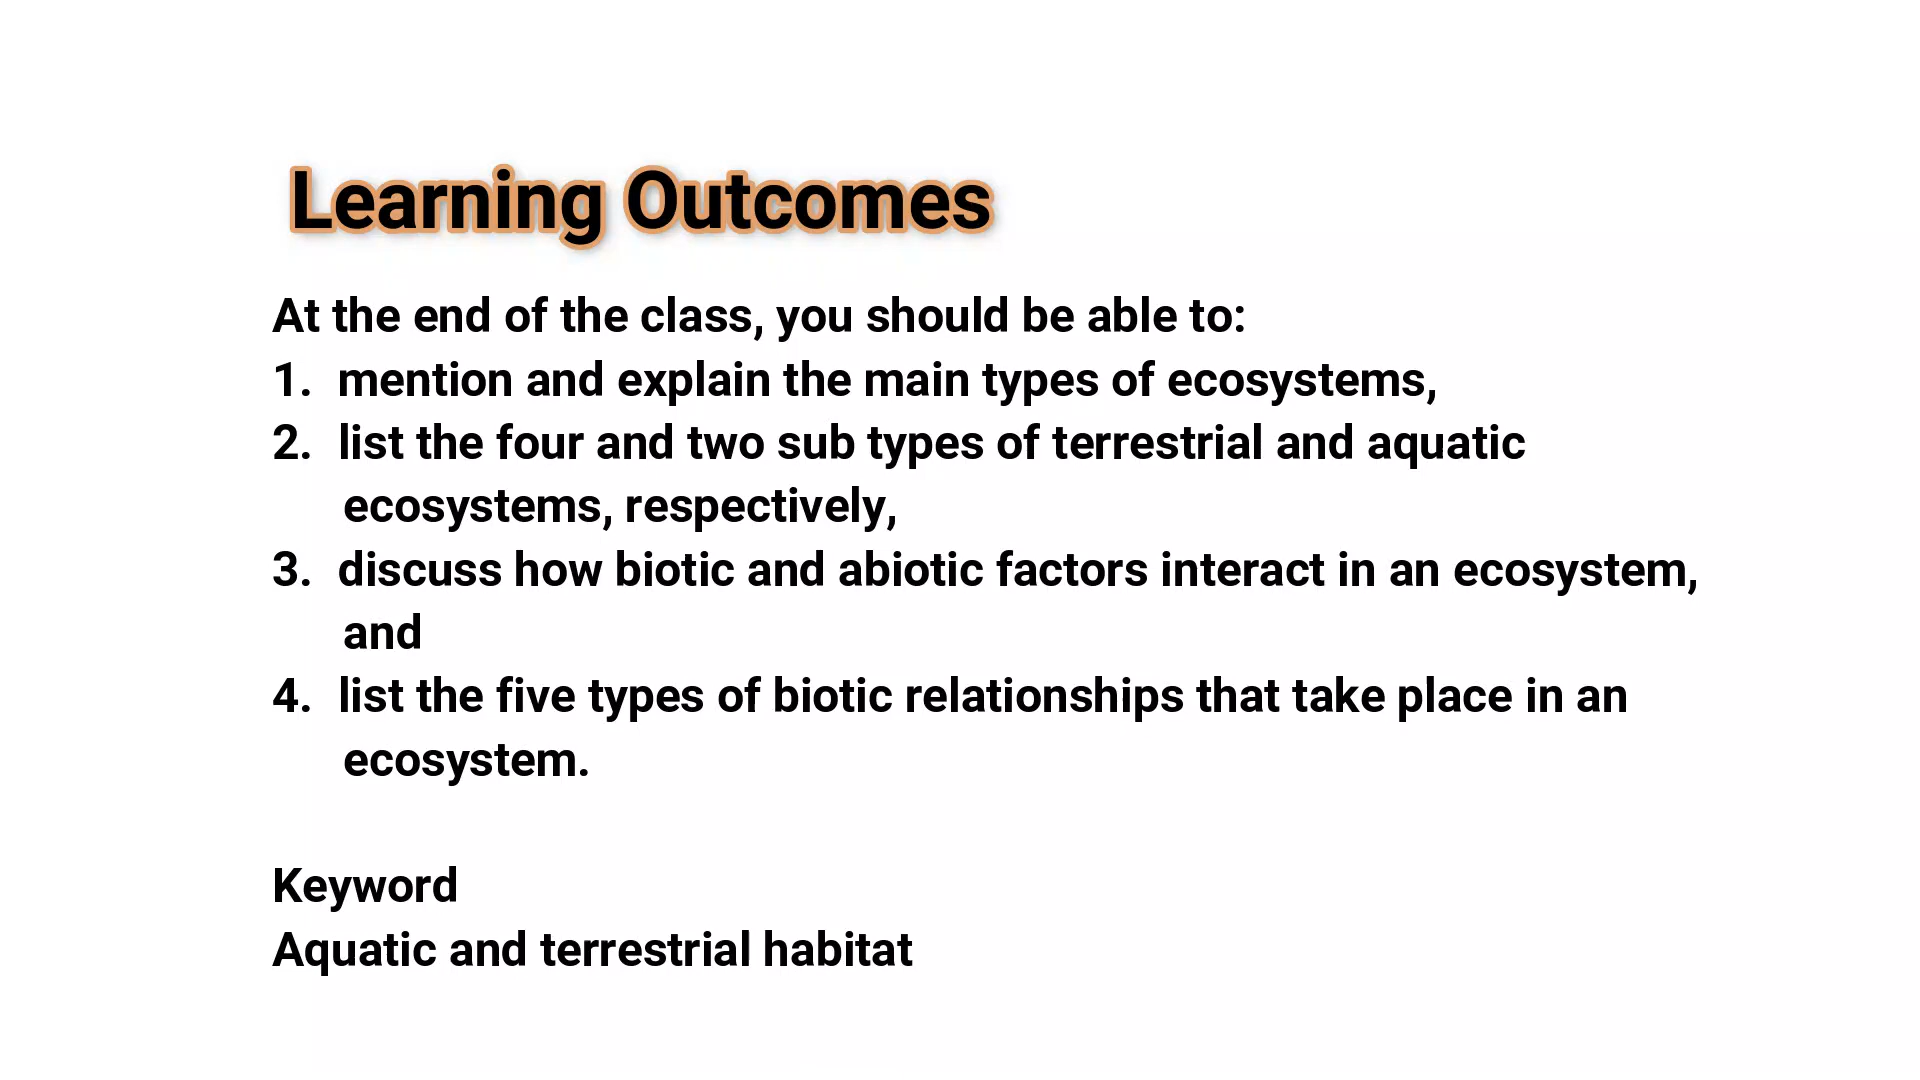 Learning Outcomes
At the end of the class, you should be able to:
1. mention and explain the main types of ecosystems,
2. list the four and two sub types of terrestrial and aquatic
ecosystems, respectively,
3. discuss how biotic and abiotic factors interact in an ecosystem,
and
4. list the five types of biotic relationships that take place in an
ecosystem.
Keyword
Aquatic and terrestrial habitat